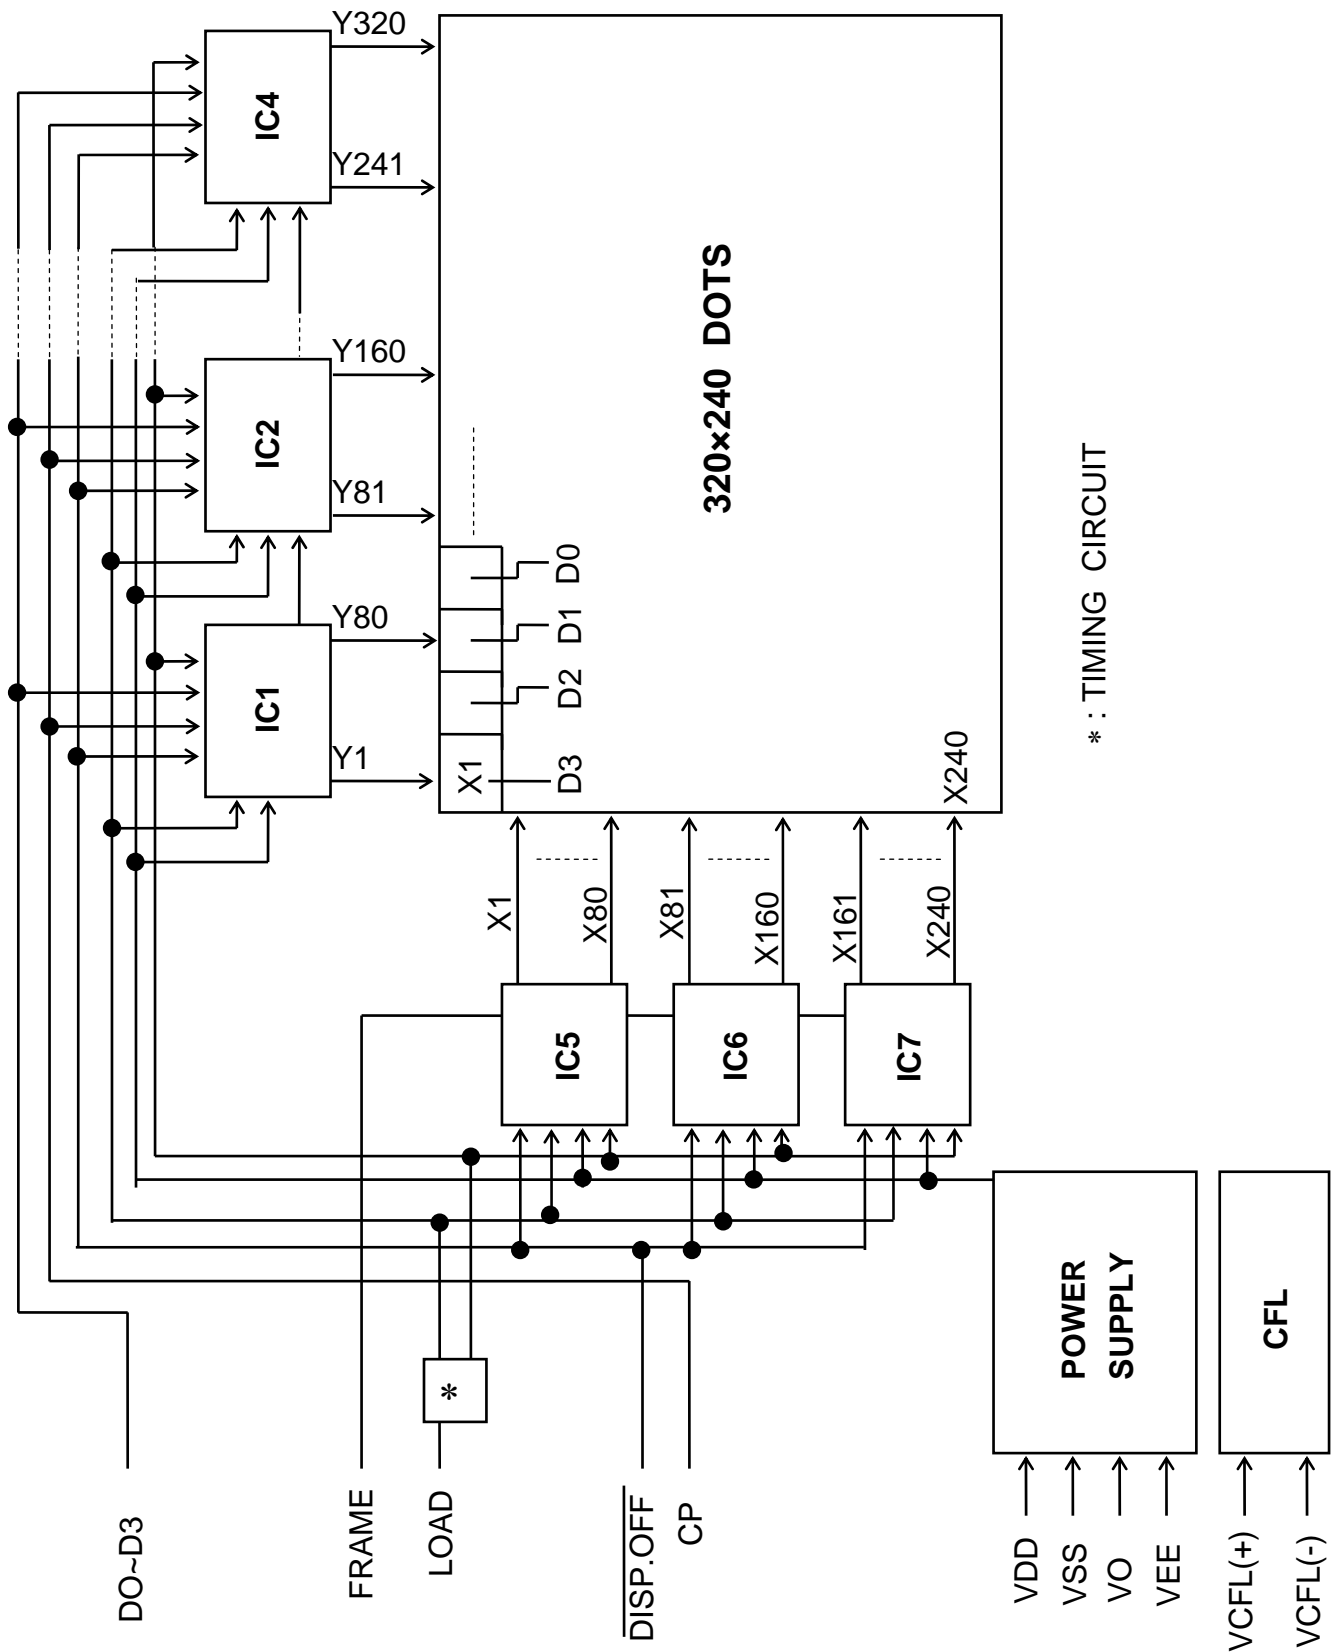 Y320
IC4
Y241
Y160
IC2
Y81
Y80
IC1
Y1
320×240 DOTS
D0
D1
D2
D3
X1
X240
* : TIMING CIRCUIT
X1
X80
X81
X160
X161
X240
IC5
IC6
IC7
*
POWER
SUPPLY
CFL
DO~D3
FRAME
LOAD
DISP.OFF
CP
VDD
VSS
VO
VEE
VCFL(+)
VCFL(-)